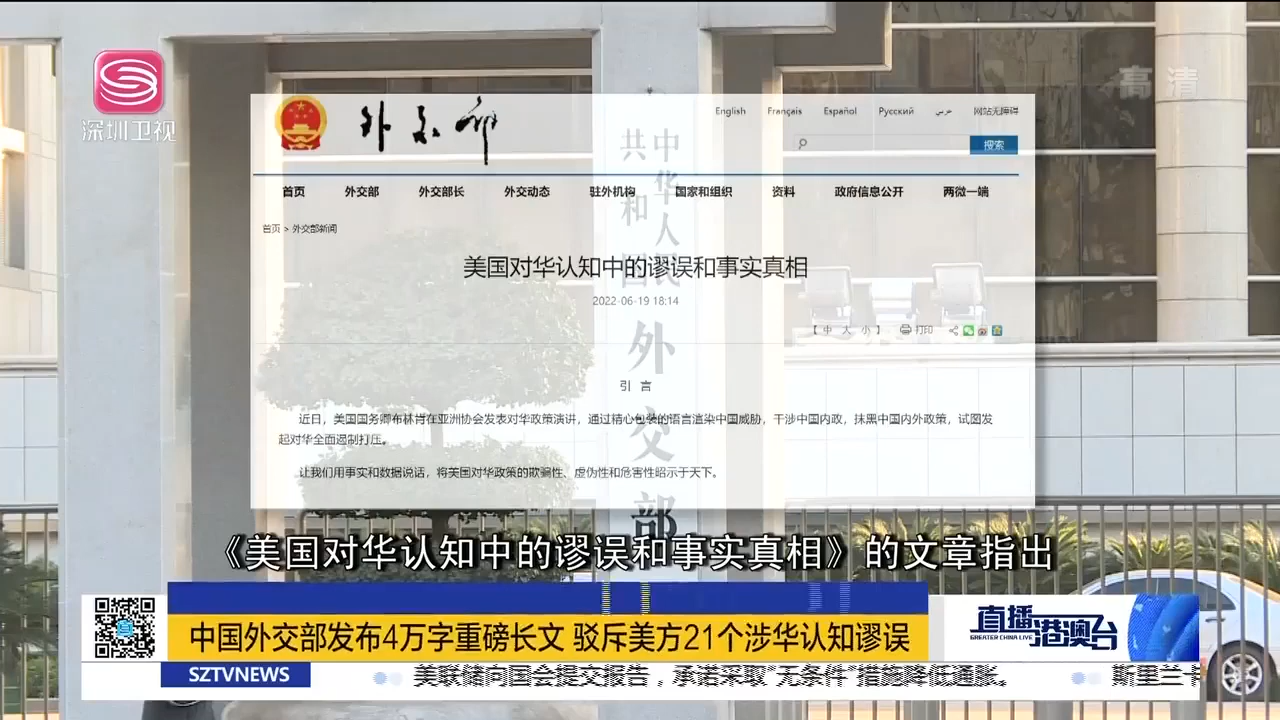 深圳卫视
高清
English Français Español Русский عربي 网站无障碍
外交部
搜索
首页 外交部 外交部长 外交动态 驻外机构 国家和组织 资料 政府信息公开 两微一端
首页 > 外交部新闻
美国对华认知中的谬误和事实真相
2022-06-19 18:14
【 中 大 小 】 打印
引 言
近日，美国国务卿布林肯在亚洲协会发表对华政策演讲，通过精心包装的语言渲染中国威胁，干涉中国内政，抹黑中国内外政策，试图发
起对华全面遏制打压。
让我们用事实和数据说话，将美国对华政策的欺骗性、虚伪性和危害性昭示于天下。
中华人民
共和国
外交部
《美国对华认知中的谬误和事实真相》的文章指出
中国外交部发布4万字重磅长文 驳斥美方21个涉华认知谬误
直播港澳台
GREATER CHINA LIVE
SZTVNEWS
美联储向国会提交报告，承诺采取“无条件”措施降低通胀。
斯里兰卡